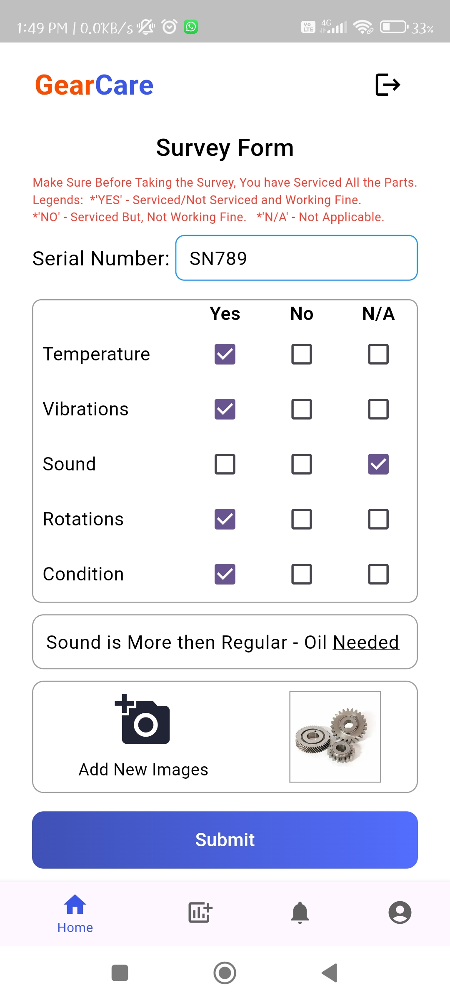 1:49 PM | 0.0KB/s Vo LTE 4G 33%
GearCare
Survey Form
Make Sure Before Taking the Survey, You have Serviced All the Parts.
Legends:  *'YES' - Serviced/Not Serviced and Working Fine.
*'NO' - Serviced But, Not Working Fine.   *'N/A' - Not Applicable.
Serial Number: SN789
Yes No N/A
Temperature
Vibrations
Sound
Rotations
Condition
Sound is More then Regular - Oil Needed
Add New Images
Submit
Home